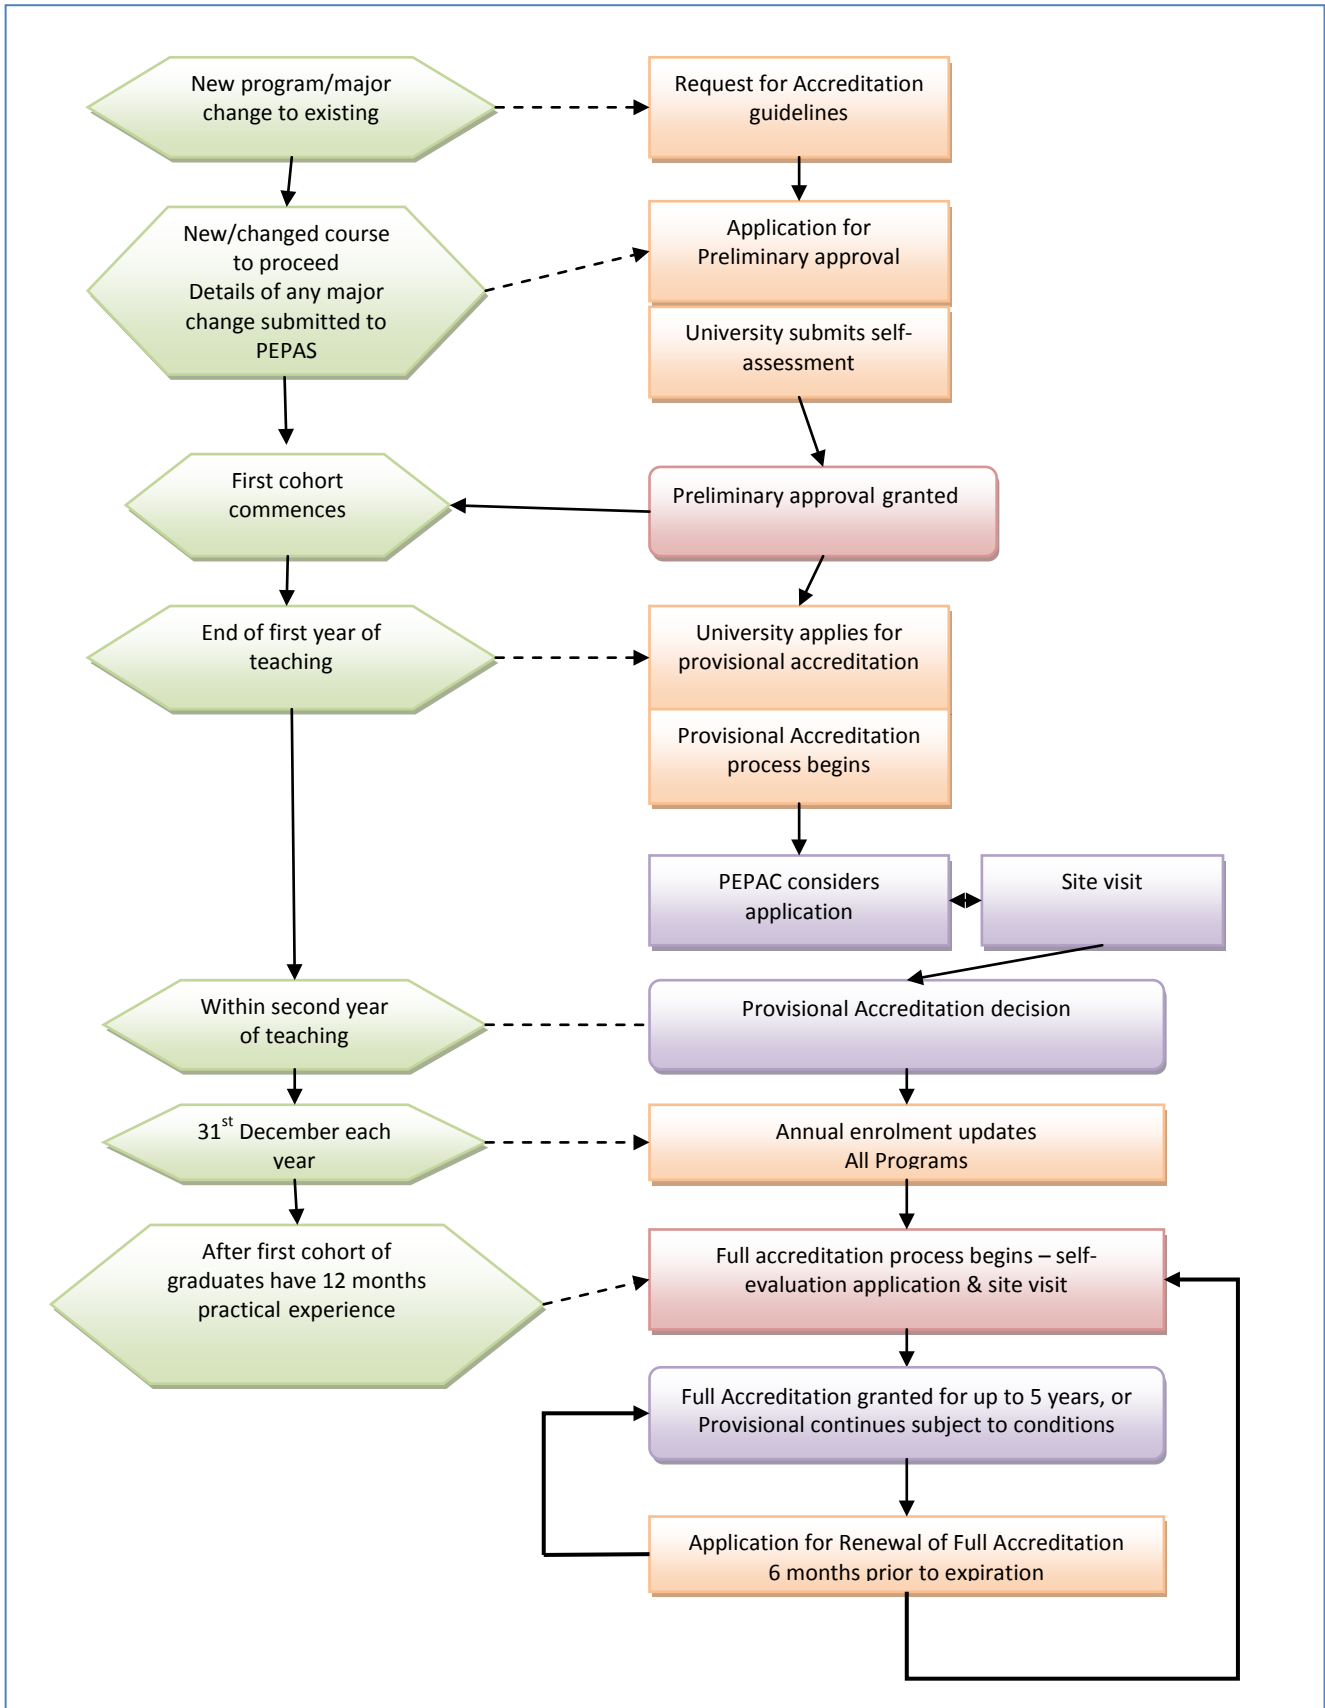 New program/major
change to existing
Request for Accreditation
guidelines
New/changed course
to proceed
Details of any major
change submitted to
PEPAS
Application for
Preliminary approval
University submits self-
assessment
First cohort
commences
Preliminary approval granted
End of first year of
teaching
University applies for
provisional accreditation
Provisional Accreditation
process begins
PEPAC considers
application
Site visit
Within second year
of teaching
Provisional Accreditation decision
31st December each
year
Annual enrolment updates
All Programs
After first cohort of
graduates have 12 months
practical experience
Full accreditation process begins – self-
evaluation application & site visit
Full Accreditation granted for up to 5 years, or
Provisional continues subject to conditions
Application for Renewal of Full Accreditation
6 months prior to expiration